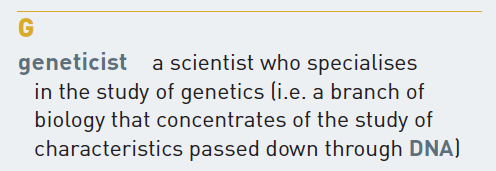 G
geneticist a scientist who specialises
in the study of genetics (i.e. a branch of
biology that concentrates of the study of
characteristics passed down through DNA)